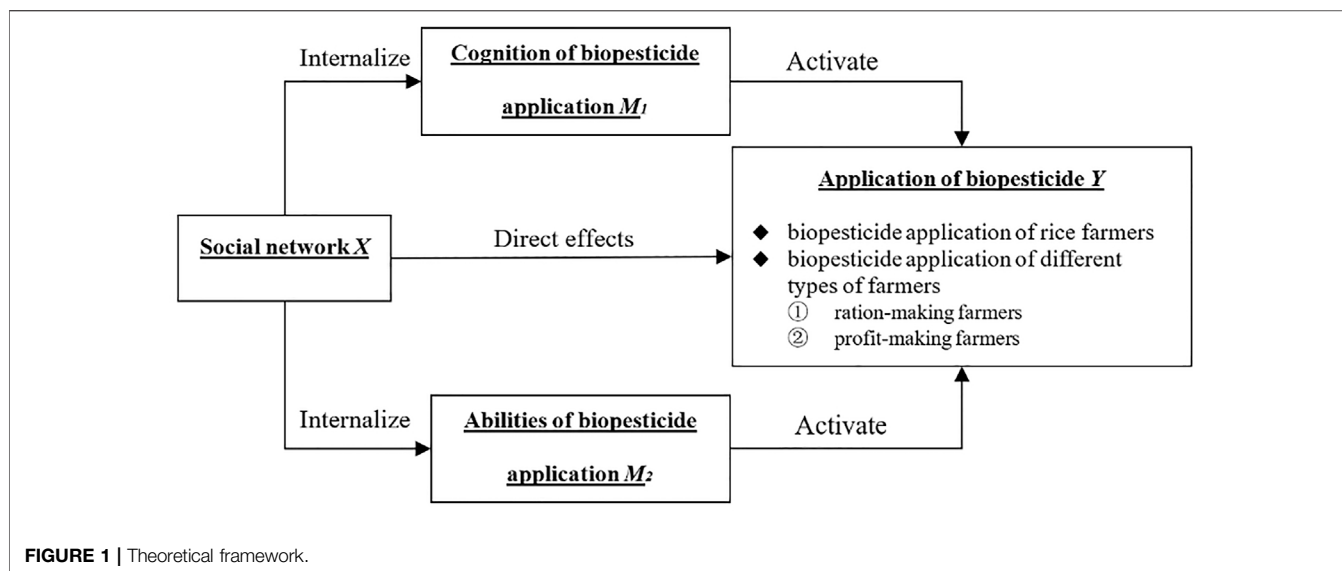 Internalize
Cognition of biopesticide
application M1
Activate
Social network X
Direct effects
Application of biopesticide Y
◆ biopesticide application of rice farmers
◆ biopesticide application of different
types of farmers
① ration-making farmers
② profit-making farmers
Internalize
Abilities of biopesticide
application M2
Activate
FIGURE 1 | Theoretical framework.